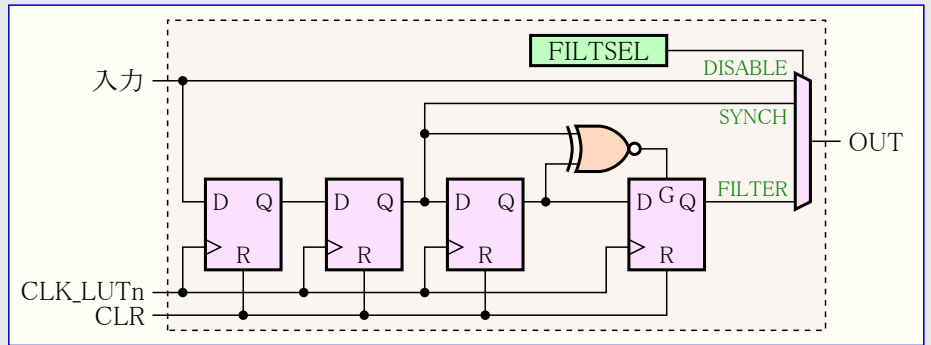 FILTSEL
DISABLE
入力
SYNCH
OUT
FILTER
D Q
D Q
D Q
D G Q
R
R
R
R
CLK_LUTn
CLR